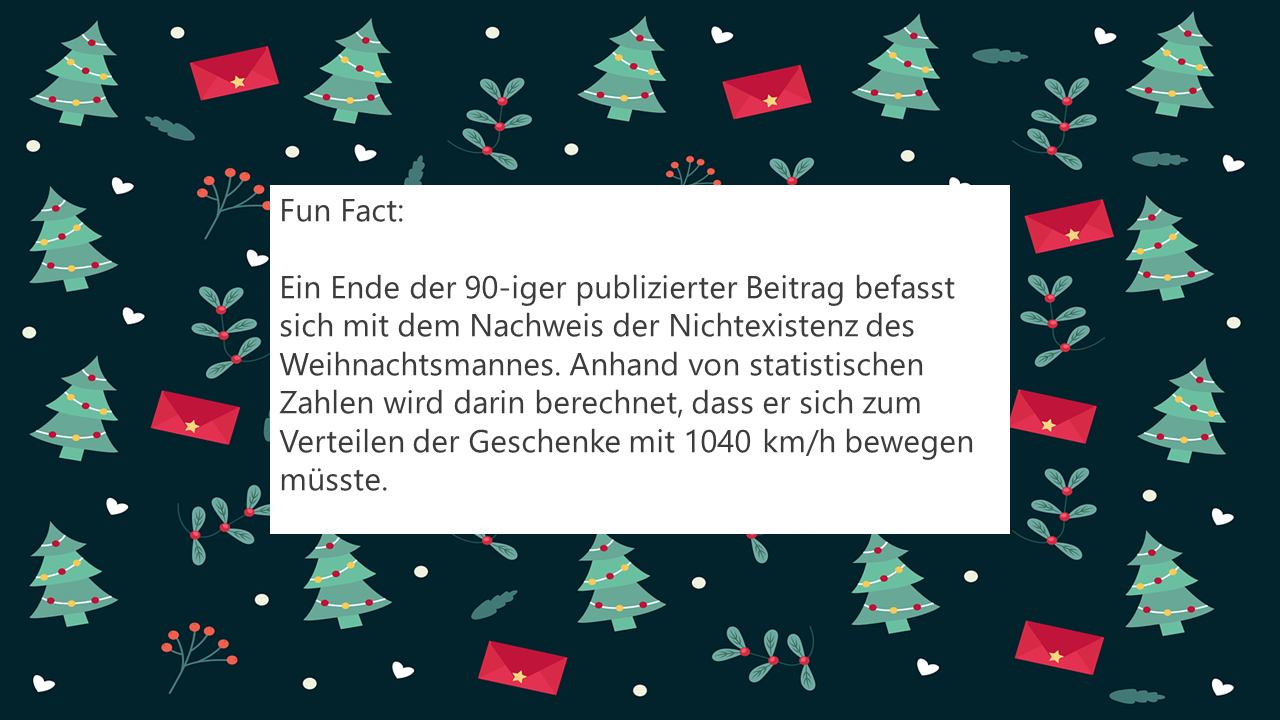 Fun Fact:
Ein Ende der 90-iger publizierter Beitrag befasst
sich mit dem Nachweis der Nichtexistenz des
Weihnachtsmannes. Anhand von statistischen
Zahlen wird darin berechnet, dass er sich zum
Verteilen der Geschenke mit 1040 km/h bewegen
müsste.